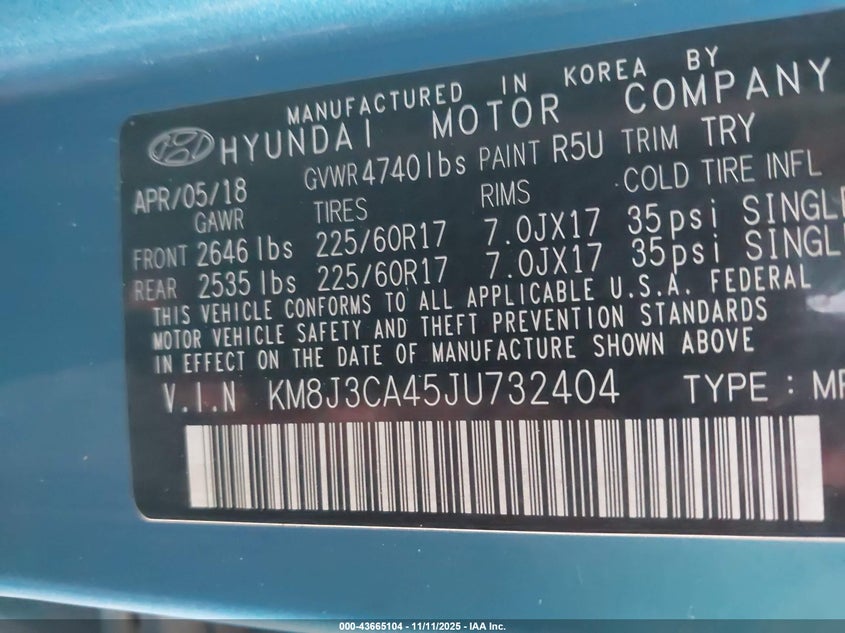 MANUFACTURED IN KOREA BY
HYUNDAI MOTOR COMPANY
APR/05/18 GVWR 4740 lbs PAINT R5U TRIM TRY
GAWR TIRES RIMS COLD TIRE INFL
FRONT 2646 lbs 225/60R17 7.0JX17 35psi SINGLE
REAR 2535 lbs 225/60R17 7.0JX17 35psi SINGLE
THIS VEHICLE CONFORMS TO ALL APPLICABLE U.S.A. FEDERAL
MOTOR VEHICLE SAFETY AND THEFT PREVENTION STANDARDS
IN EFFECT ON THE DATE OF MANUFACTURE SHOWN ABOVE
V.I.N KM8J3CA45JU732404 TYPE :
000-43665104 - 11/11/2025 - IAA Inc.